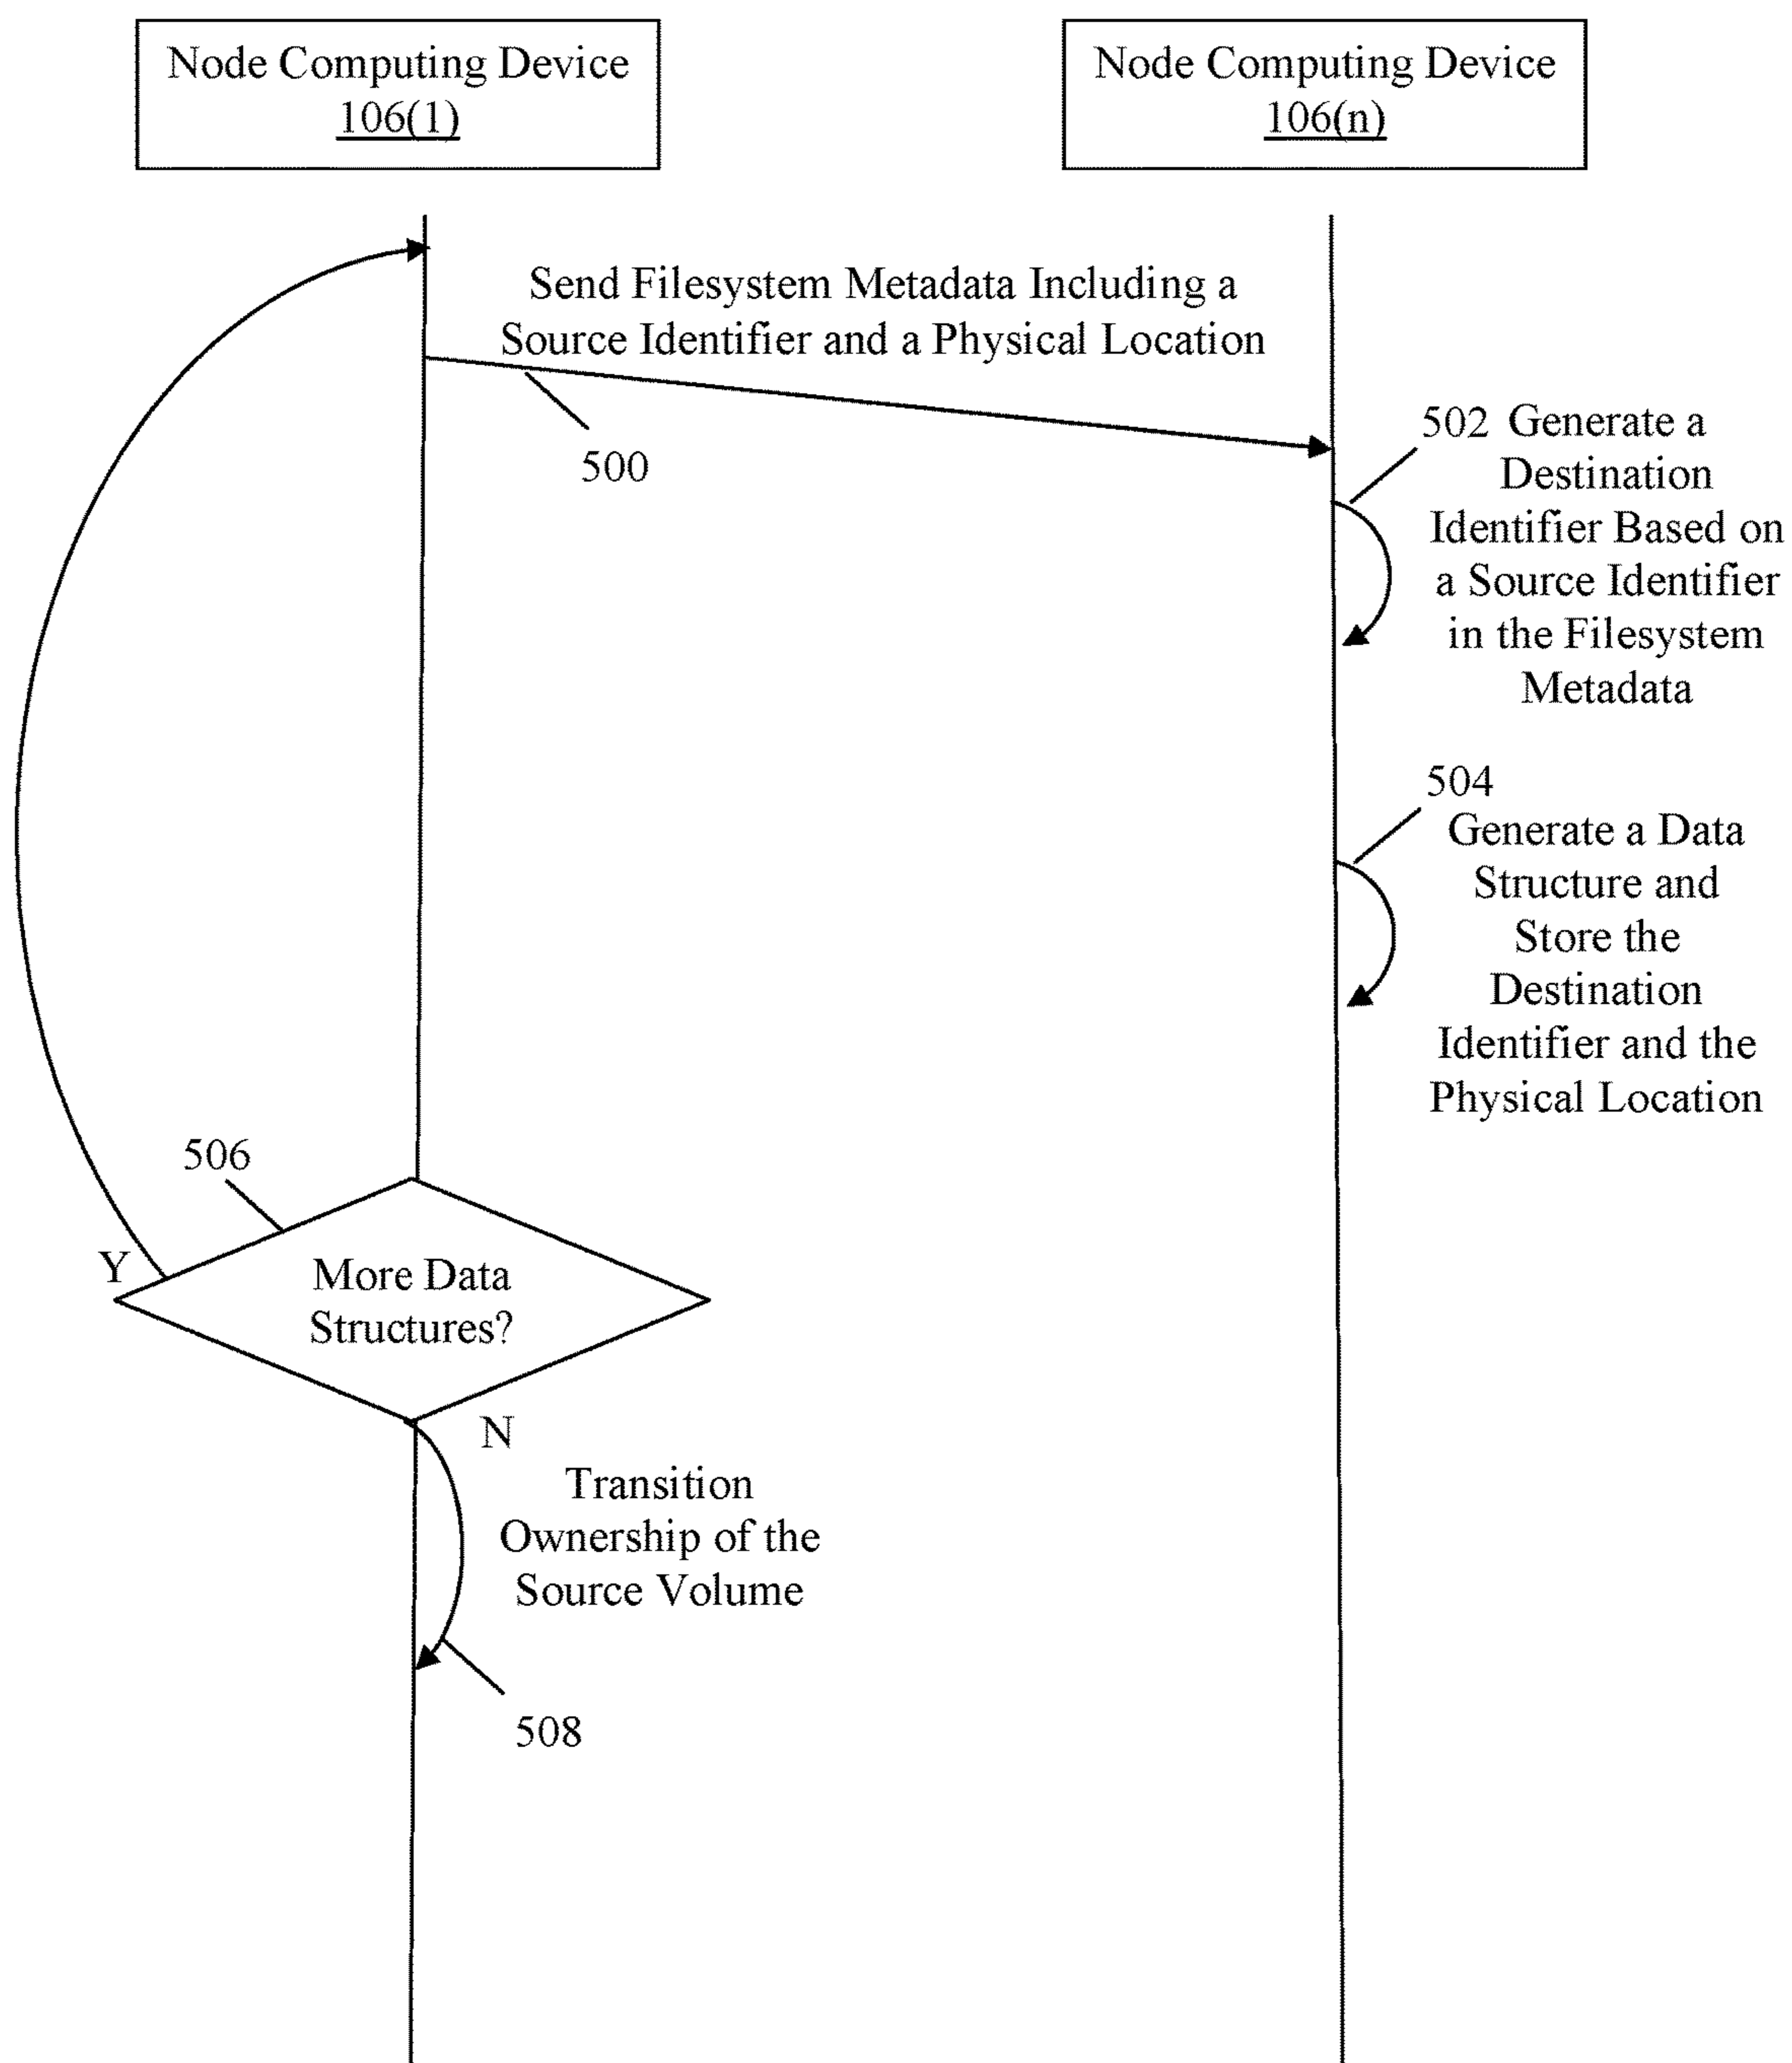 Node Computing Device
106(1)
Node Computing Device
106(n)
Send Filesystem Metadata Including a
Source Identifier and a Physical Location
500
502 Generate a
Destination
Identifier Based on
a Source Identifier
in the Filesystem
Metadata
504
Generate a Data
Structure and
Store the
Destination
Identifier and the
Physical Location
506
Y
More Data
Structures?
N
Transition
Ownership of the
Source Volume
508